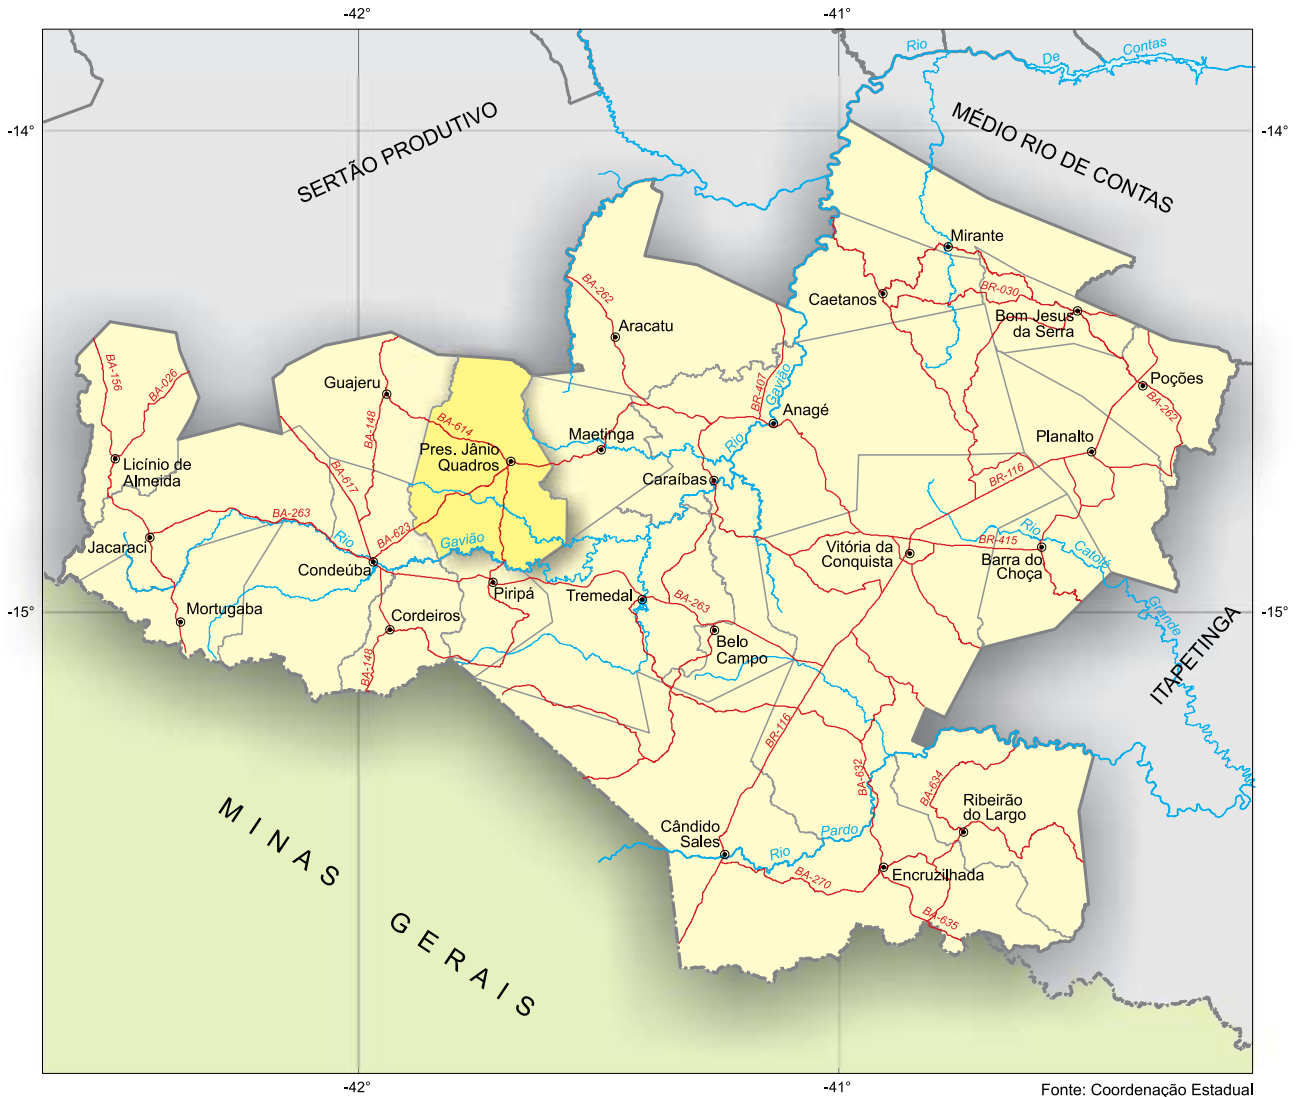 -42°
-41°
Rio
De
Contas
-14°
-14°
SERTÃO PRODUTIVO
MÉDIO RIO DE CONTAS
Mirante
BA-262
BR-030
Caetanos
Bom Jesus
da Serra
Aracatu
BA-156
BA-026
Guajeru
BR-407
Gavião
Poções
BA-262
BA-148
BA-614
Anagé
Maetinga
Rio
Planalto
Pres. Jânio
Quadros
Licínio de
Almeida
BA-617
Caraíbas
BR-116
BA-263
Rio
BA-623
Gavião
Jacaraci
Condeúba
Vitória da
Conquista
BR-415
Rio
Catolé
Barra do
Choça
Piripá
Tremedal
BA-263
Grande
-15°
-15°
Mortugaba
Cordeiros
Belo
Campo
BA-148
ITAPETINGA
BR-116
BA-632
BA-634
Ribeirão
do Largo
Cândido
Sales
Pardo
Rio
BA-270
Encruzilhada
BA-635
MINAS
GERAIS
-42°
-41°
Fonte: Coordenação Estadual